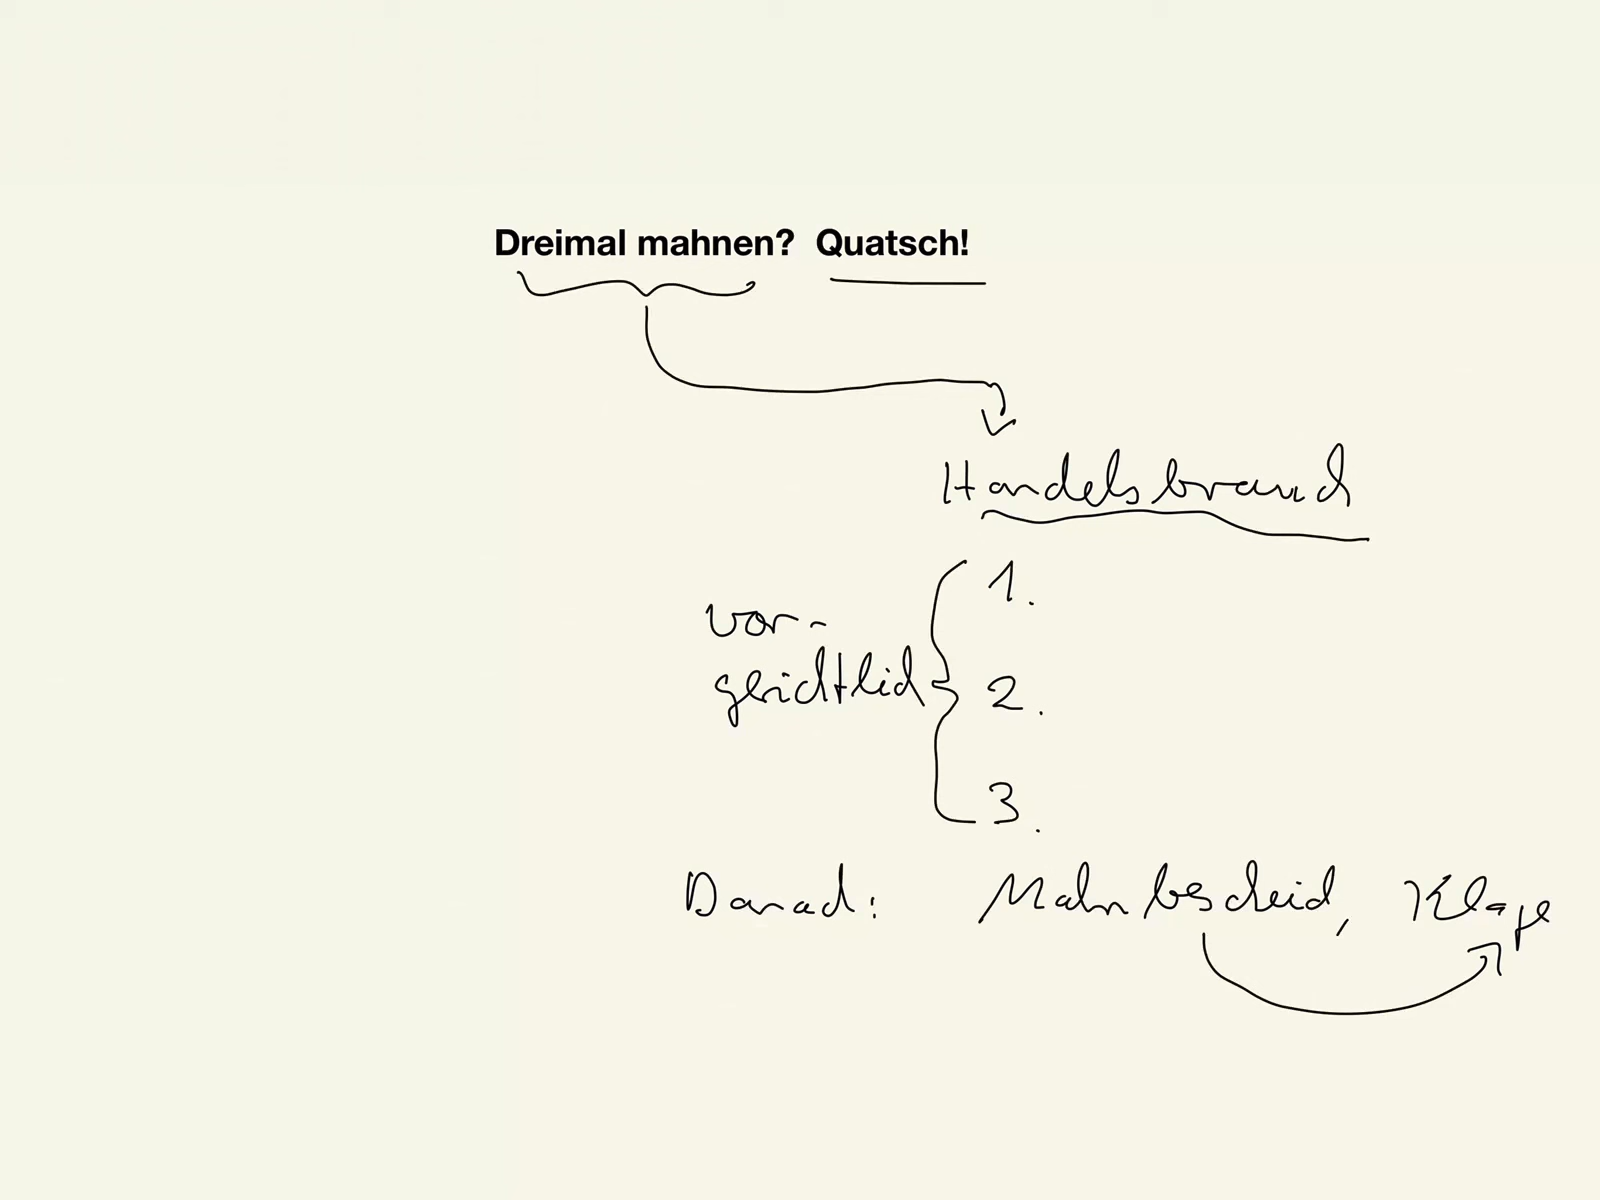 Dreimal mahnen? Quatsch!
Handelsbrauch
1.
vor-
gerichtlich
2.
3.
Danach: Mahnbescheid, Klage